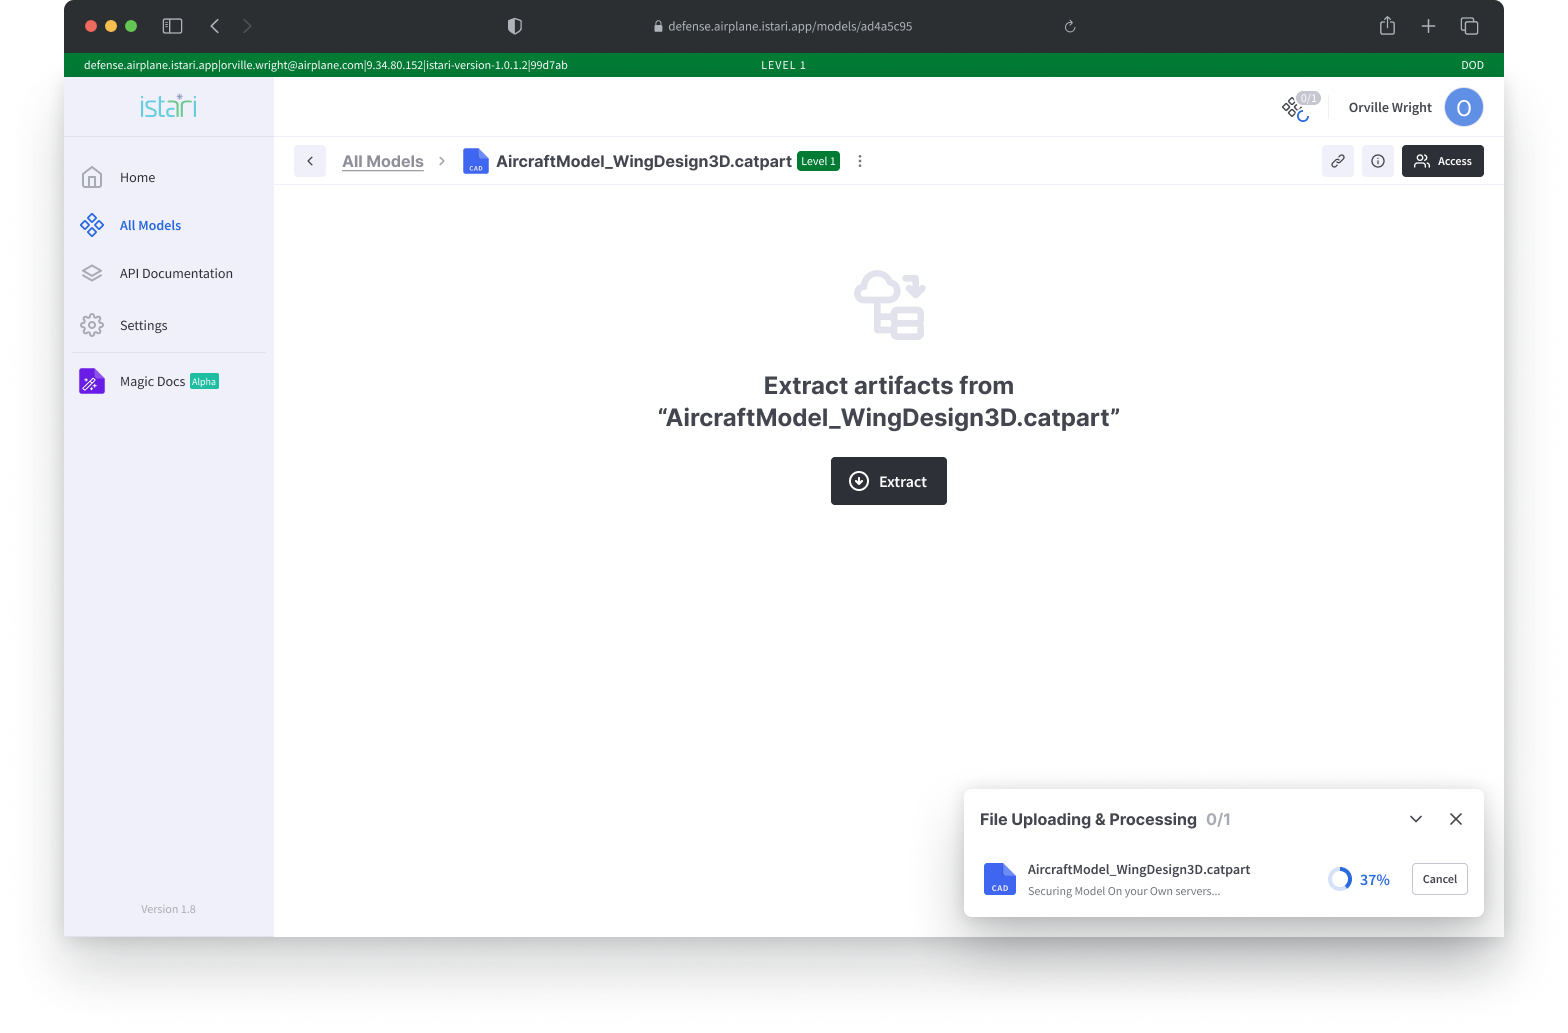 defense.airplane.istari.app/models/ad4a5c95
defense.airplane.istari.app|orville.wright@airplane.com|9.34.80.152|istari-version-1.0.1.2|99d7ab
LEVEL 1
DOD
istari
0/1
Orville Wright
O
All Models
CAD
AircraftModel_WingDesign3D.catpart
Level 1
Access
Home
All Models
API Documentation
Settings
Magic Docs
Alpha
Extract artifacts from
“AircraftModel_WingDesign3D.catpart”
Extract
File Uploading & Processing 0/1
CAD
AircraftModel_WingDesign3D.catpart
Securing Model On your Own servers...
37%
Cancel
Version 1.8